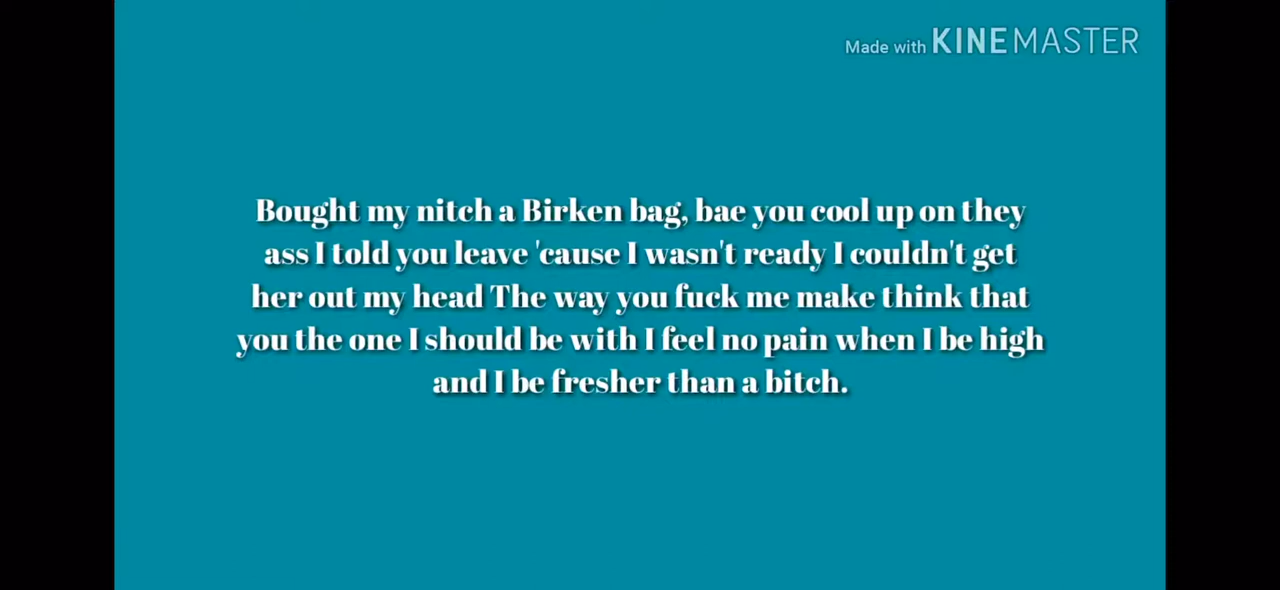 Made with KINEMASTER
Bought my nitch a Birken bag, bae you cool up on they
ass I told you leave 'cause I wasn't ready I couldn't get
her out my head The way you fuck me make think that
you the one I should be with I feel no pain when I be high
and I be fresher than a bitch.